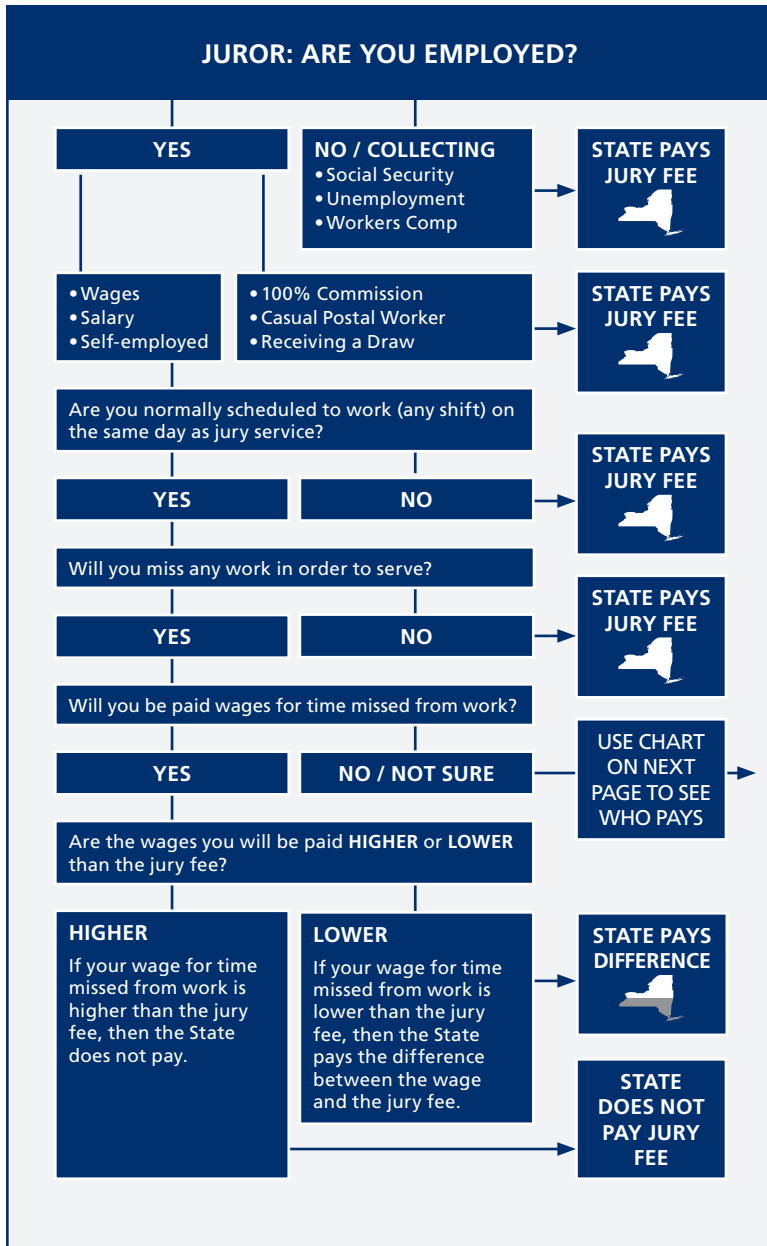 JUROR: ARE YOU EMPLOYED?
YES
NO / COLLECTING
• Social Security
• Unemployment
• Workers Comp
STATE PAYS
JURY FEE
• Wages
• Salary
• Self-employed
• 100% Commission
• Casual Postal Worker
• Receiving a Draw
STATE PAYS
JURY FEE
Are you normally scheduled to work (any shift) on
the same day as jury service?
YES
NO
STATE PAYS
JURY FEE
Will you miss any work in order to serve?
YES
NO
STATE PAYS
JURY FEE
Will you be paid wages for time missed from work?
YES
NO / NOT SURE
USE CHART
ON NEXT
PAGE TO SEE
WHO PAYS
Are the wages you will be paid HIGHER or LOWER
than the jury fee?
HIGHER
If your wage for time
missed from work is
higher than the jury
fee, then the State
does not pay.
LOWER
If your wage for time
missed from work is
lower than the jury
fee, then the State
pays the difference
between the wage
and the jury fee.
STATE PAYS
DIFFERENCE
STATE
DOES NOT
PAY JURY
FEE